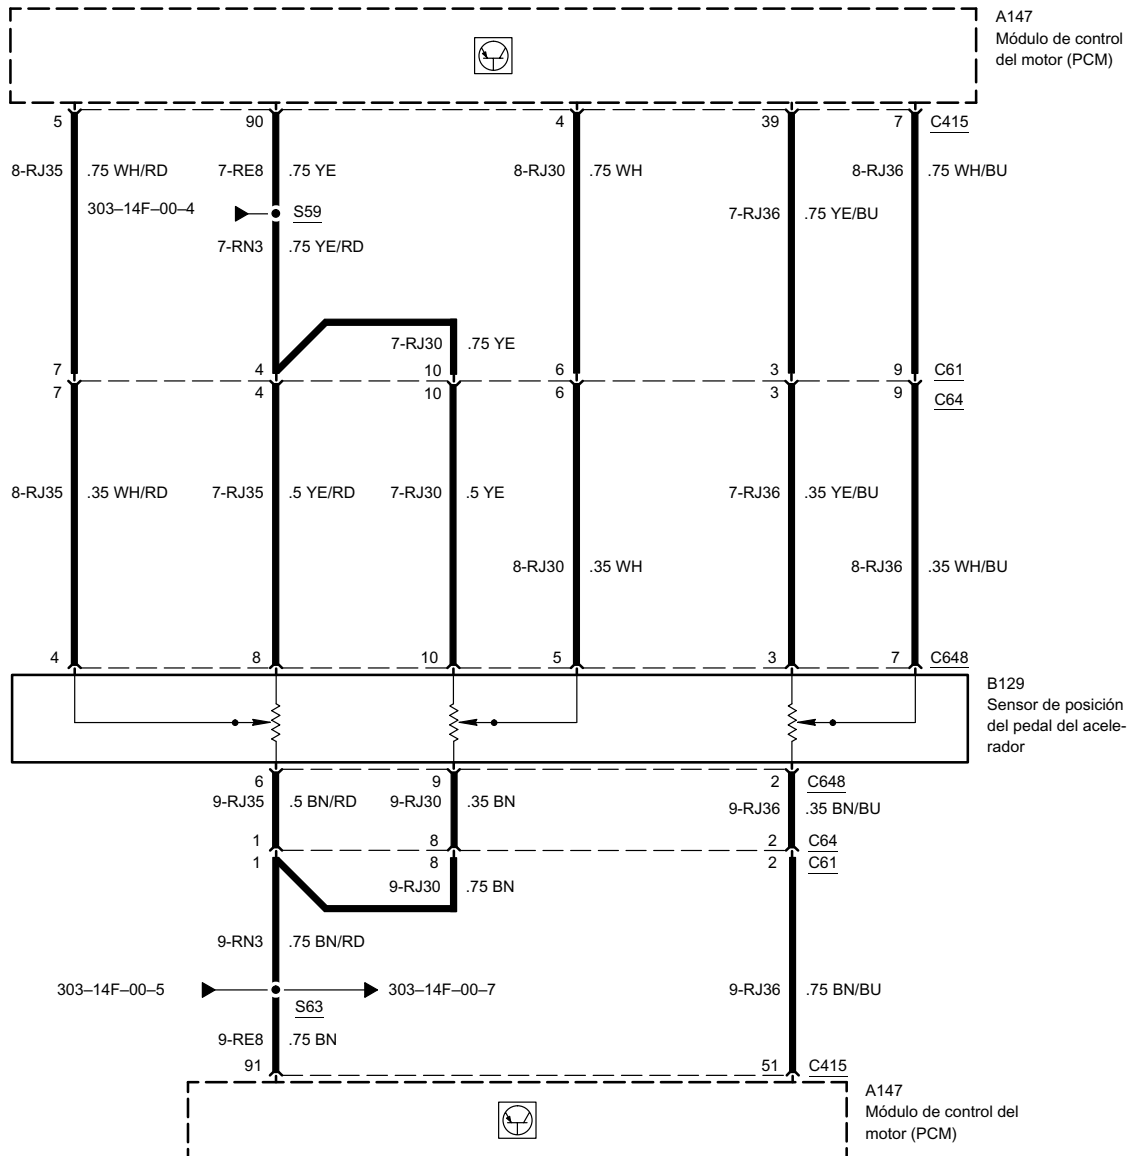 A147
Módulo de control
del motor (PCM)
5 90 4 39 7 C415
8-RJ35 .75 WH/RD 7-RE8 .75 YE 8-RJ30 .75 WH 8-RJ36 .75 WH/BU
303–14F–00–4 S59 7-RJ36 .75 YE/BU
7-RN3 .75 YE/RD
7-RJ30 .75 YE
7 4 10 6 3 9 C61
7 4 10 6 3 9 C64
8-RJ35 .35 WH/RD 7-RJ35 .5 YE/RD 7-RJ30 .5 YE 7-RJ36 .35 YE/BU
8-RJ30 .35 WH 8-RJ36 .35 WH/BU
4 8 10 5 3 7 C648
B129
Sensor de posición
del pedal del acele-
rador
6 9 2 C648
9-RJ35 .5 BN/RD 9-RJ30 .35 BN 9-RJ36 .35 BN/BU
1 8 2 C64
1 8 2 C61
9-RJ30 .75 BN
9-RN3 .75 BN/RD
303–14F–00–5 303–14F–00–7 9-RJ36 .75 BN/BU
S63
9-RE8 .75 BN
91 51 C415
A147
Módulo de control del
motor (PCM)